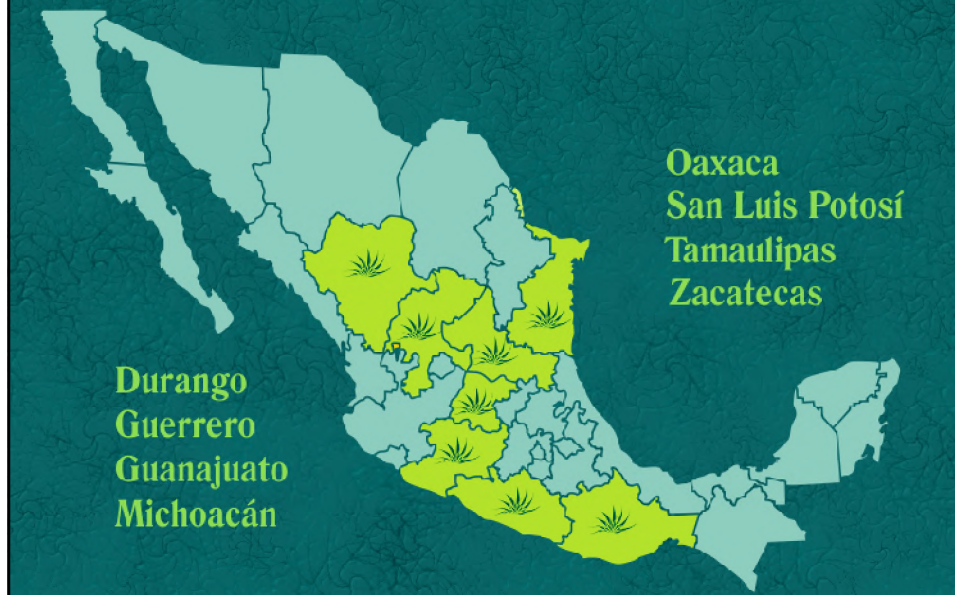 Oaxaca
San Luis Potosí
Tamaulipas
Zacatecas
Durango
Guerrero
Guanajuato
Michoacán